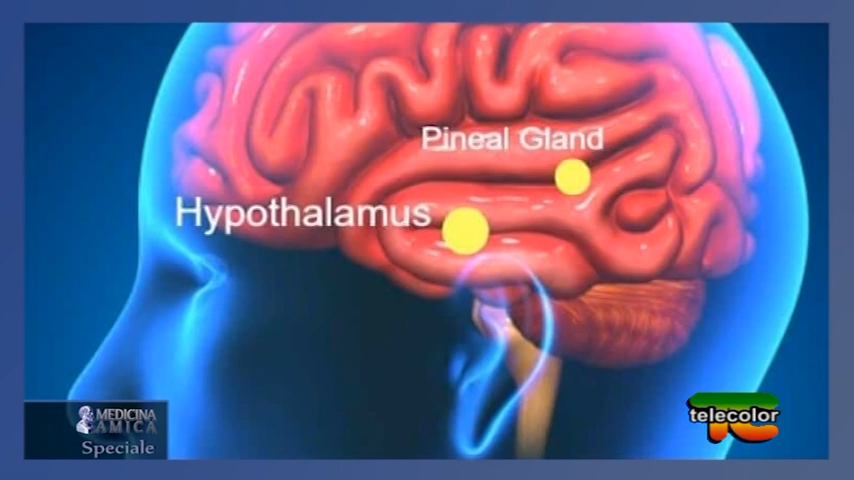 Pineal Gland
Hypothalamus
MEDICINA
AMICA
Speciale
telecolor